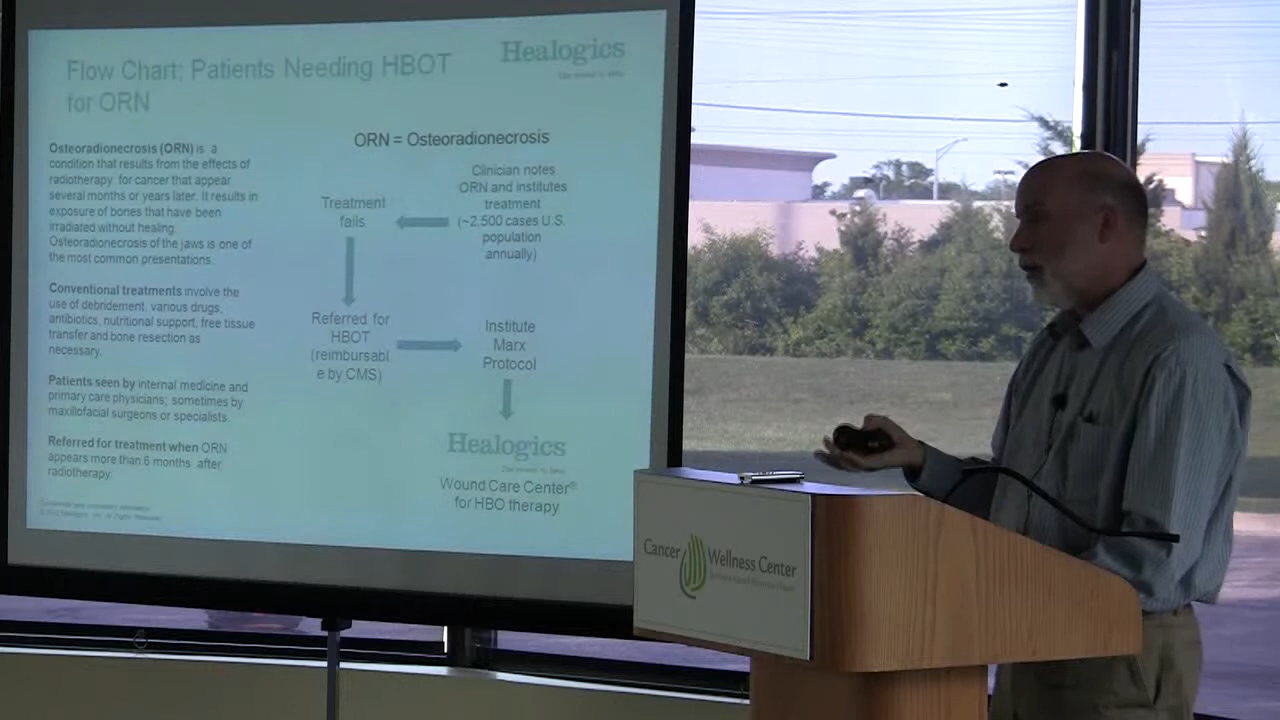 Flow Chart: Patients Needing HBOT
for ORN
Healogics
Osteoradionecrosis (ORN) is a
condition that results from the effects of
radiotherapy for cancer that appear
several months or years later. It results in
exposure of bones that have been
irradiated without healing.
Osteoradionecrosis of the jaws is one of
the most common presentations.
Conventional treatments involve the
use of debridement, various drugs,
antibiotics, nutritional support, free tissue
transfer and bone resection as
necessary.
Patients seen by internal medicine and
primary care physicians; sometimes by
maxillofacial surgeons or specialists.
Referred for treatment when ORN
appears more than 6 months after
radiotherapy.
ORN = Osteoradionecrosis
Clinician notes
ORN and institutes
treatment
(~2,500 cases U.S.
population
annually)
Treatment
fails
Referred for
HBOT
(reimbursabl
e by CMS)
Institute
Marx
Protocol
Healogics
Wound Care Center®
for HBO therapy
Cancer Wellness Center